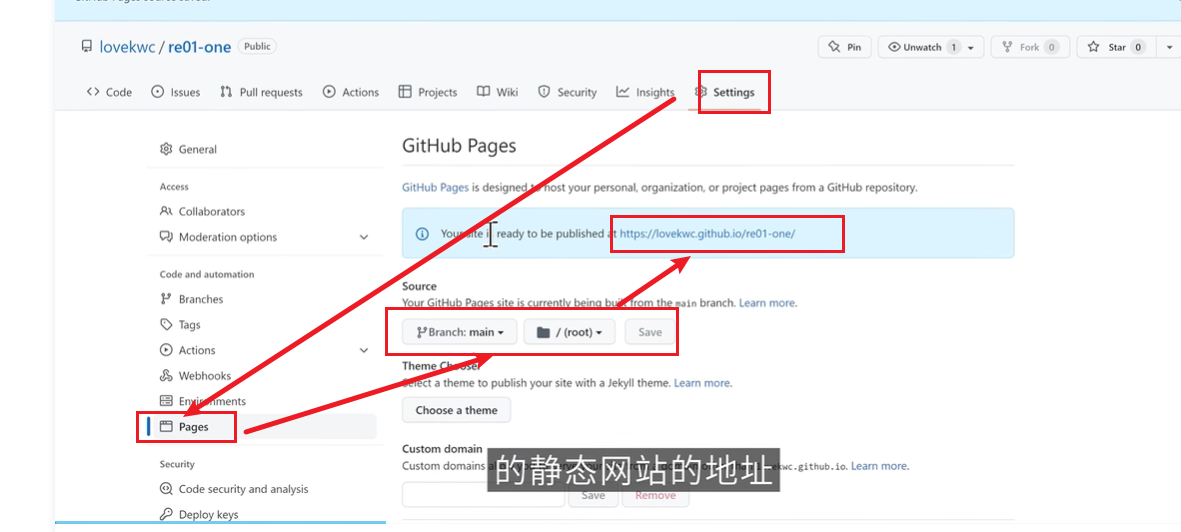 GitHub Pages source saved.
lovekwc / re01-one Public
Pin Unwatch 1 Fork 0 Star 0
Code Issues Pull requests Actions Projects Wiki Security Insights Settings
General
Access
Collaborators
Moderation options
Code and automation
Branches
Tags
Actions
Webhooks
Environments
Pages
Security
Code security and analysis
Deploy keys
GitHub Pages
GitHub Pages is designed to host your personal, organization, or project pages from a GitHub repository.
Your site is ready to be published at https://lovekwc.github.io/re01-one/
Source
Your GitHub Pages site is currently being built from the main branch. Learn more.
Branch: main / (root) Save
Theme Chooser
Select a theme to publish your site with a Jekyll theme. Learn more.
Choose a theme
Custom domain
Custom domains kwc.github.io. Learn more.
Save Remove
的静态网站的地址